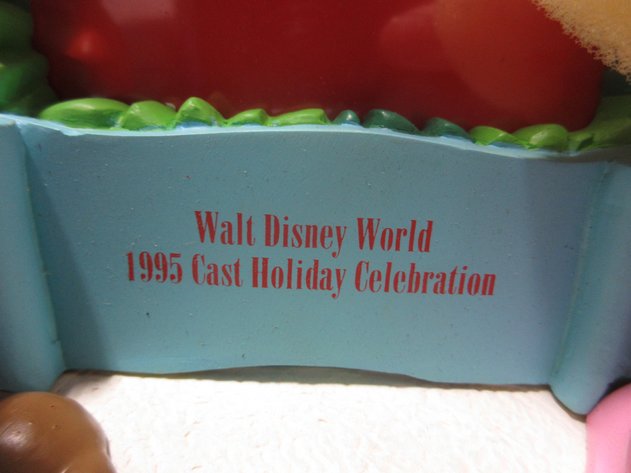 Walt Disney World
1995 Cast Holiday Celebration